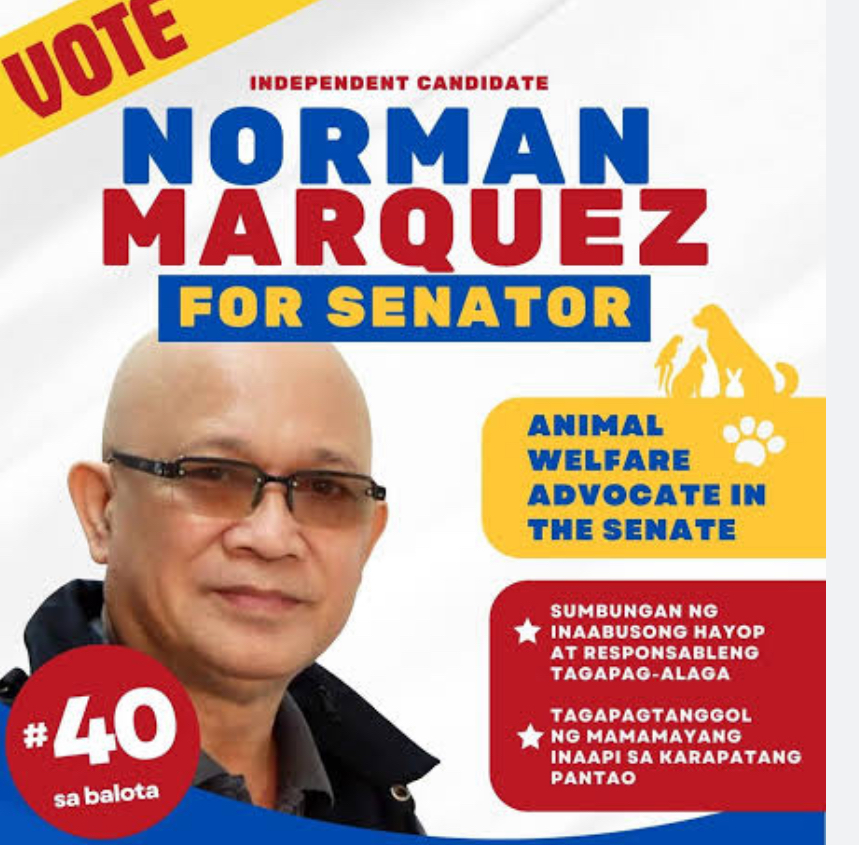 VOTE
INDEPENDENT CANDIDATE
NORMAN
MARQUEZ
FOR SENATOR
ANIMAL
WELFARE
ADVOCATE IN
THE SENATE
SUMBUNGAN NG
INAABUSONG HAYOP
AT RESPONSABLENG
TAGAPAG-ALAGA
TAGAPAGTANGGOL
NG MAMAMAYANG
INAAPI SA KARAPATANG
PANTAO
#40
sa balota